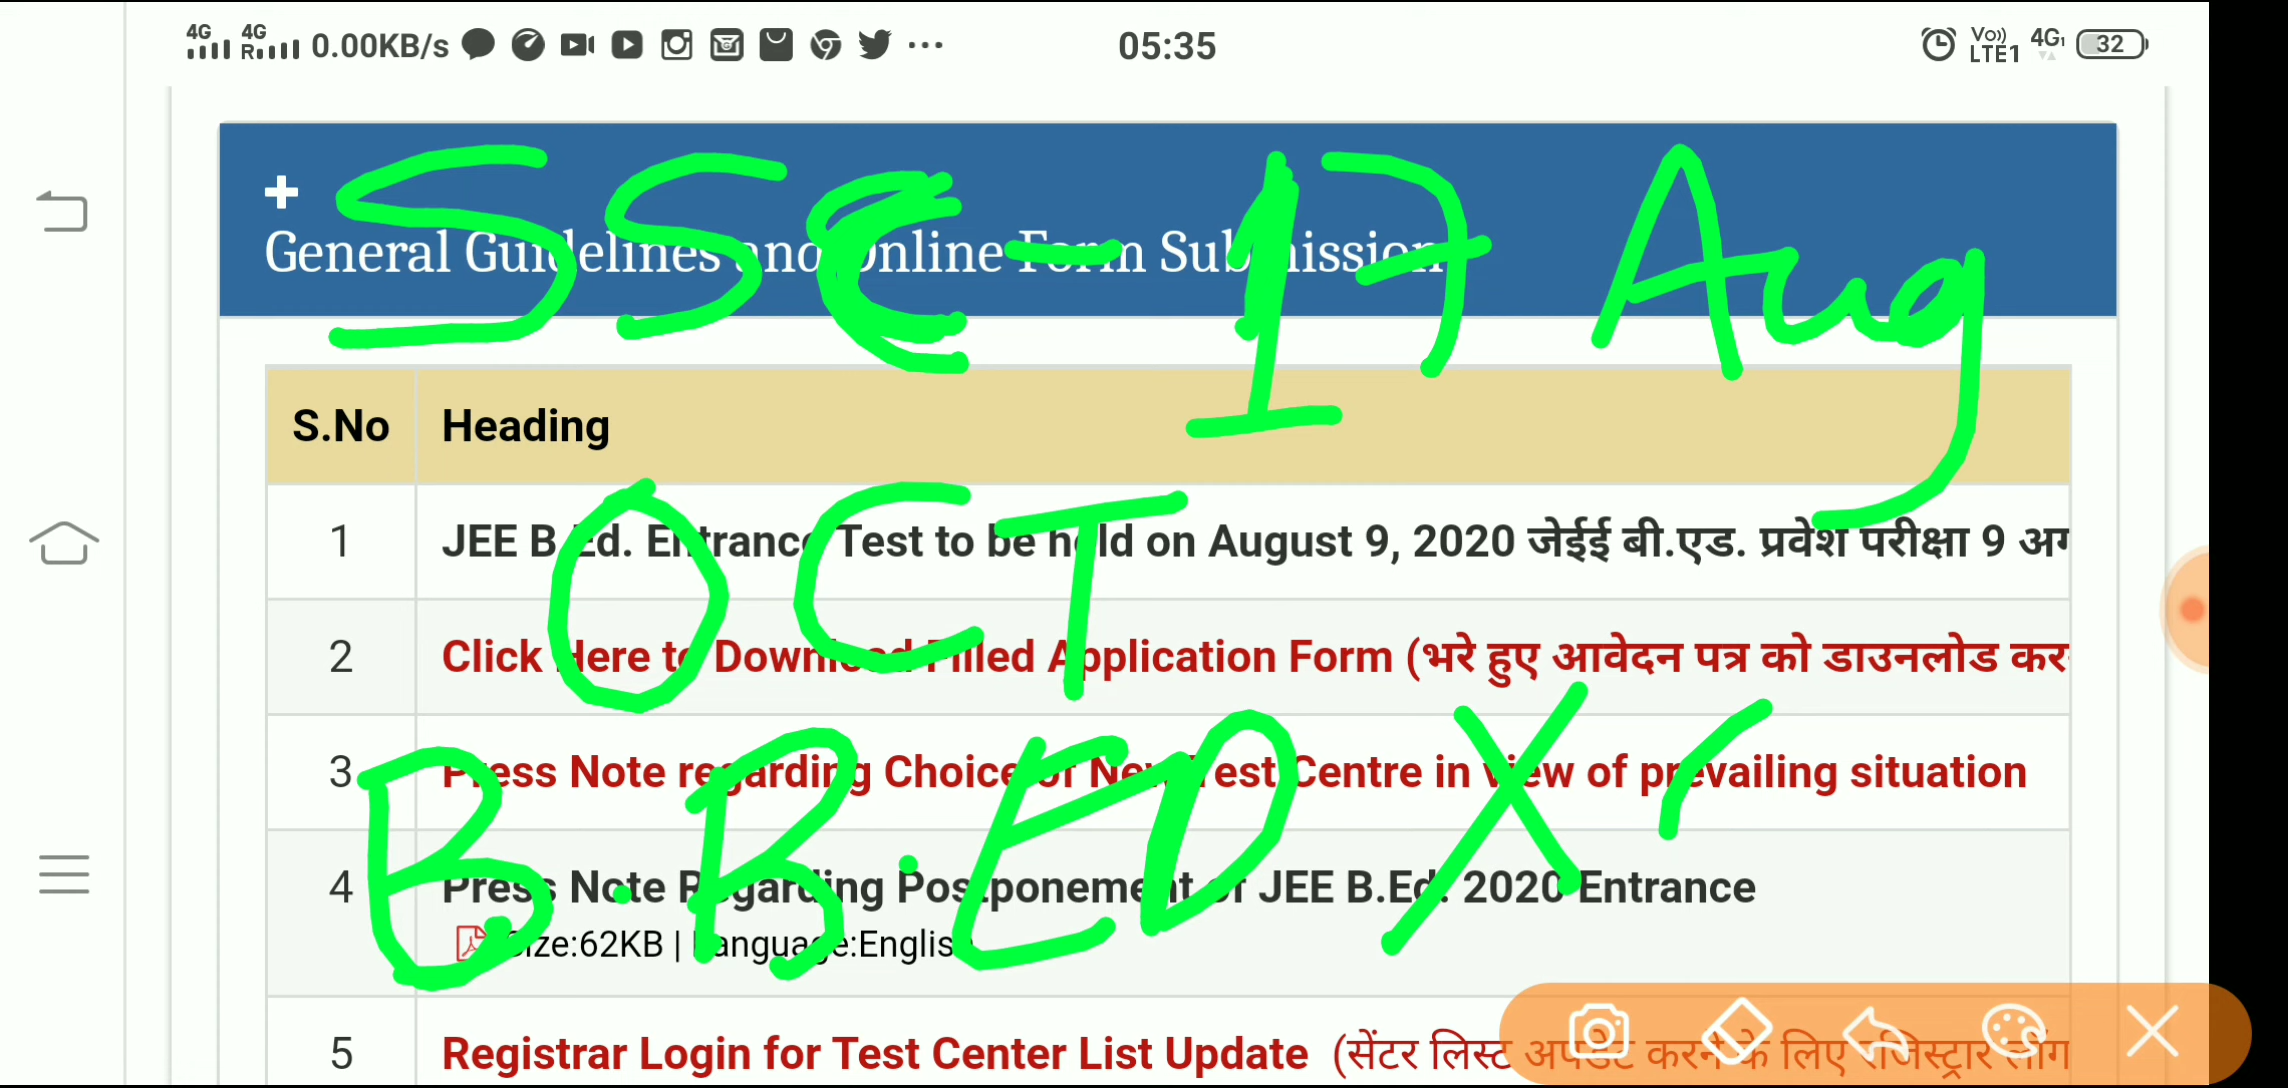 4G 4G R 0.00KB/s 05:35 Vo)) LTE1 4G 32
General Guidelines and Online Form Submission
SSC - 17 Aug
S.No Heading
1 JEE B.Ed. Entrance Test to be held on August 9, 2020 जेईई बी.एड. प्रवेश परीक्षा 9
OCT
2 Click Here to Download Filled Application Form (भरे हुए आवेदन पत्र को डाउनलोड
3 Press Note regarding Choice of New Test Centre in view of prevailing situation
B.B.ED X
4 Press Note Regarding Postponement of JEE B.Ed. 2020 Entrance
Size:62KB | Language:English
5 Registrar Login for Test Center List Update (सेंटर लिस्ट अपडेट करने के लिए रजिस्ट्रार